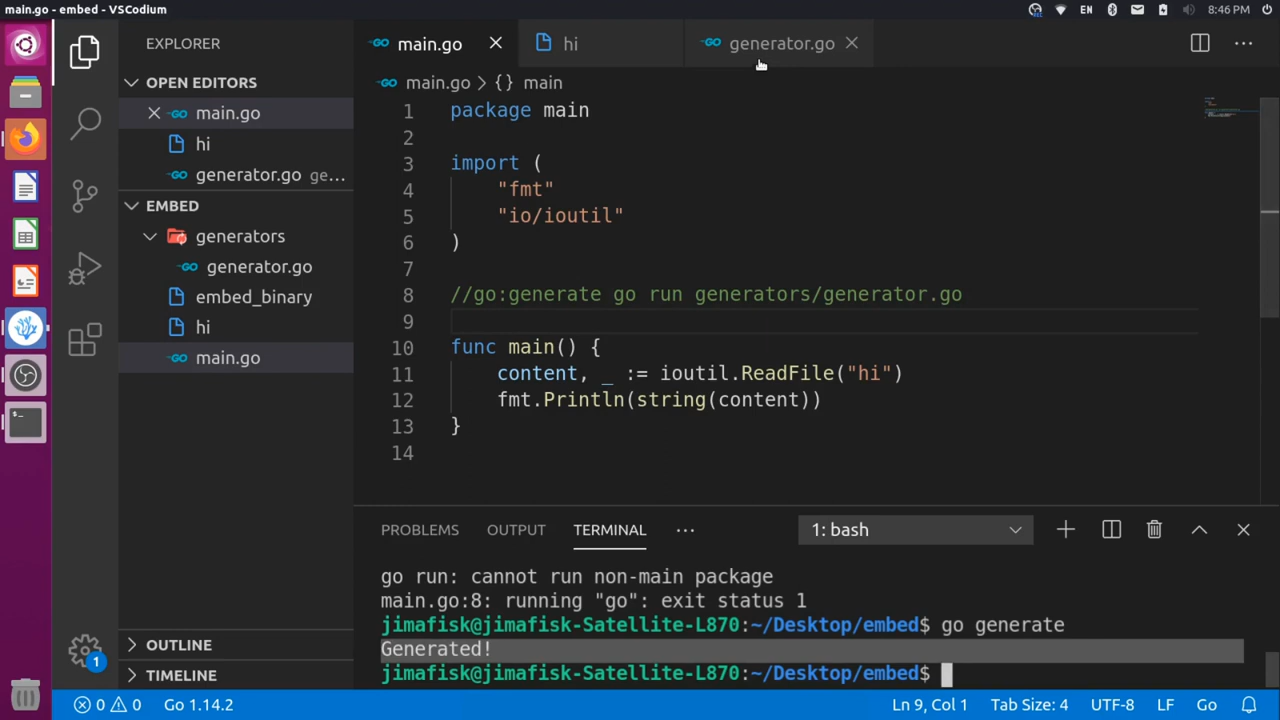 main.go - embed - VSCodium
EN
8:46 PM
EXPLORER
OPEN EDITORS
main.go
hi
generator.go ge...
EMBED
generators
generator.go
embed_binary
hi
main.go
OUTLINE
TIMELINE
main.go
hi
generator.go
main.go > {} main
1 package main
2
3 import (
4 "fmt"
5 "io/ioutil"
6 )
7
8 //go:generate go run generators/generator.go
9
10 func main() {
11 content, _ := ioutil.ReadFile("hi")
12 fmt.Println(string(content))
13 }
14
PROBLEMS OUTPUT TERMINAL ...
1: bash
go run: cannot run non-main package
main.go:8: running "go": exit status 1
jimafisk@jimafisk-Satellite-L870:~/Desktop/embed$ go generate
Generated!
jimafisk@jimafisk-Satellite-L870:~/Desktop/embed$
1
0 0 Go 1.14.2 Ln 9, Col 1 Tab Size: 4 UTF-8 LF Go